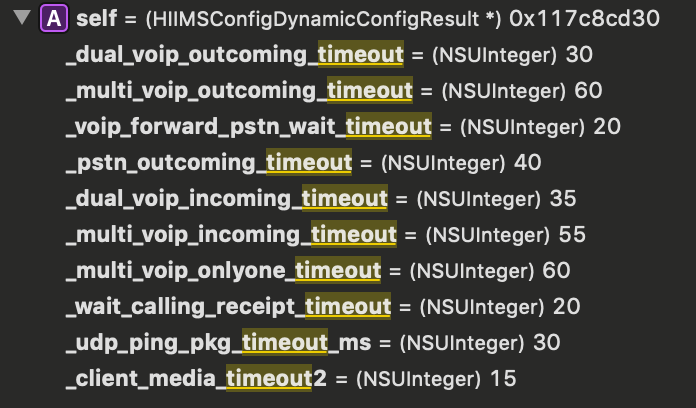 A self = (HIIMSConfigDynamicConfigResult *) 0x117c8cd30
_dual_voip_outcoming_timeout = (NSUInteger) 30
_multi_voip_outcoming_timeout = (NSUInteger) 60
_voip_forward_pstn_wait_timeout = (NSUInteger) 20
_pstn_outcoming_timeout = (NSUInteger) 40
_dual_voip_incoming_timeout = (NSUInteger) 35
_multi_voip_incoming_timeout = (NSUInteger) 55
_multi_voip_onlyone_timeout = (NSUInteger) 60
_wait_calling_receipt_timeout = (NSUInteger) 20
_udp_ping_pkg_timeout_ms = (NSUInteger) 30
_client_media_timeout2 = (NSUInteger) 15